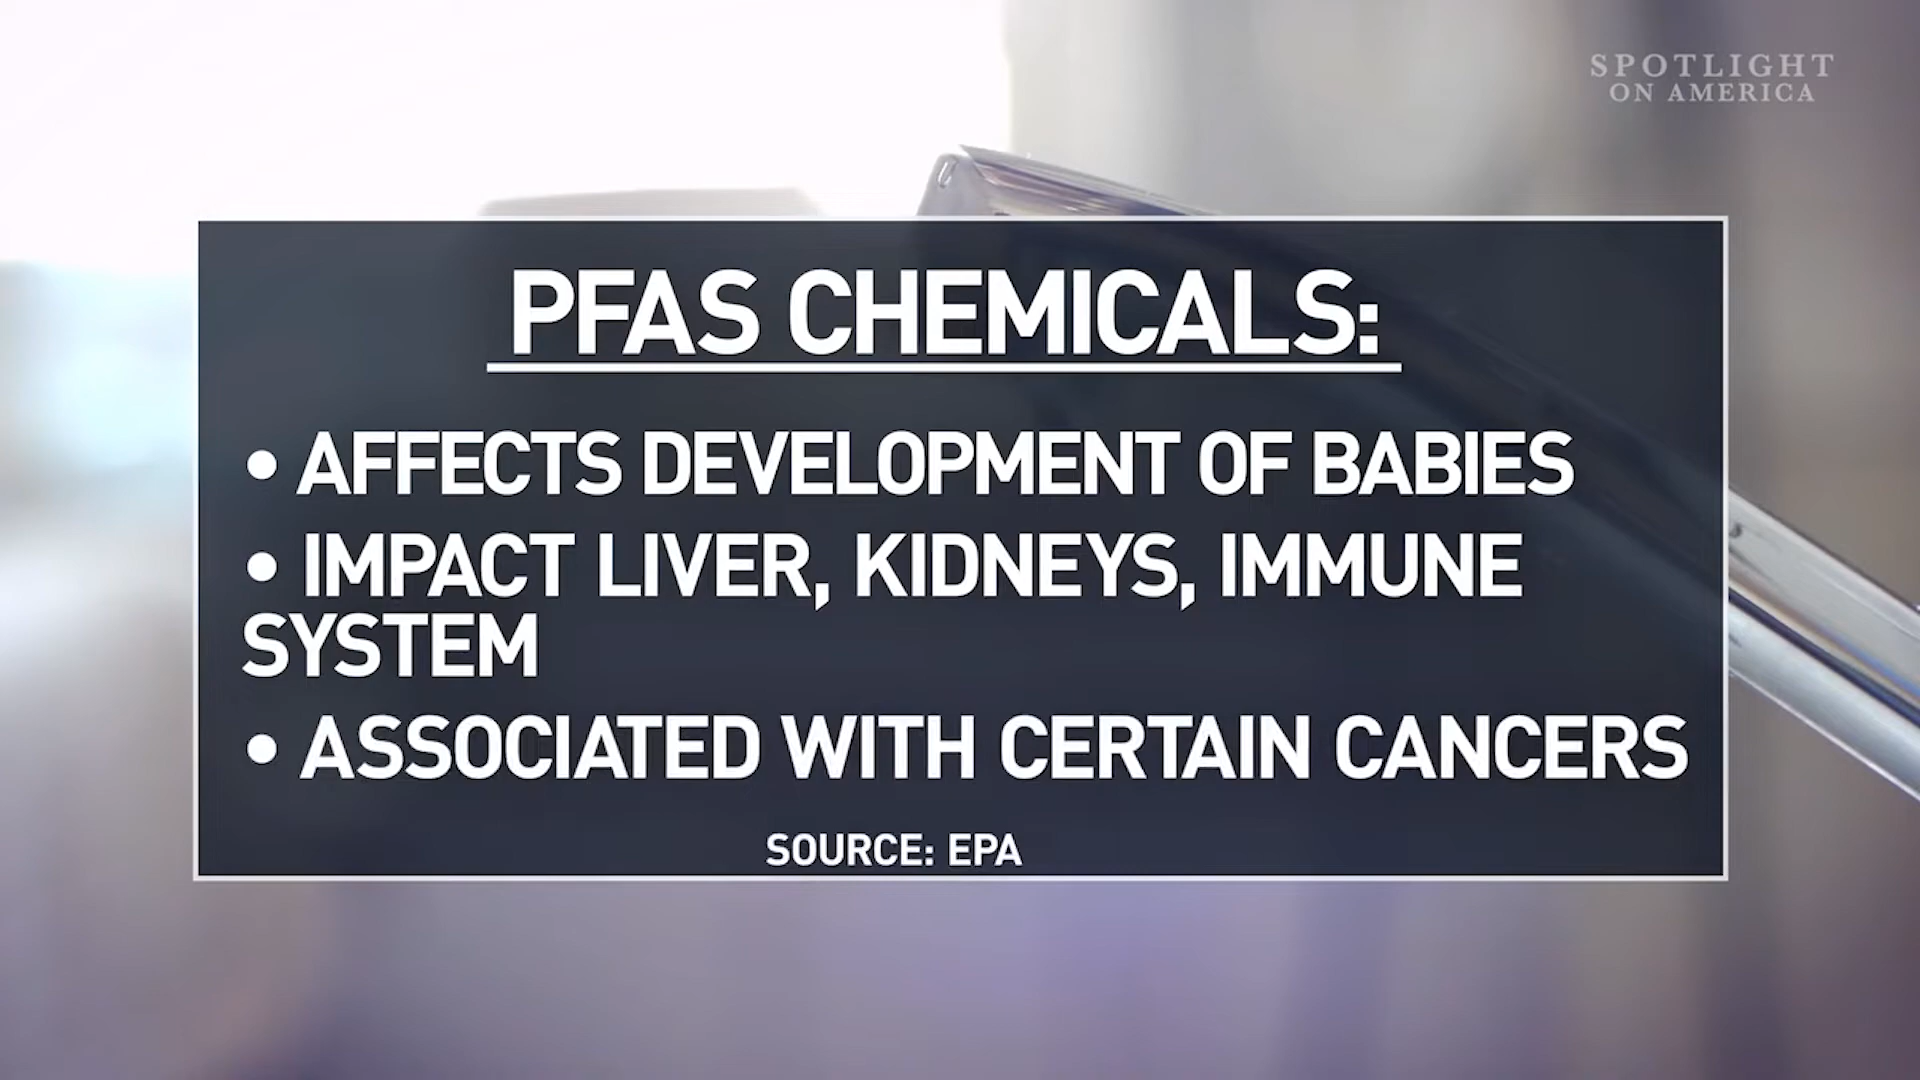 SPOTLIGHT
ON AMERICA
PFAS CHEMICALS:
• AFFECTS DEVELOPMENT OF BABIES
• IMPACT LIVER, KIDNEYS, IMMUNE
SYSTEM
• ASSOCIATED WITH CERTAIN CANCERS
SOURCE: EPA